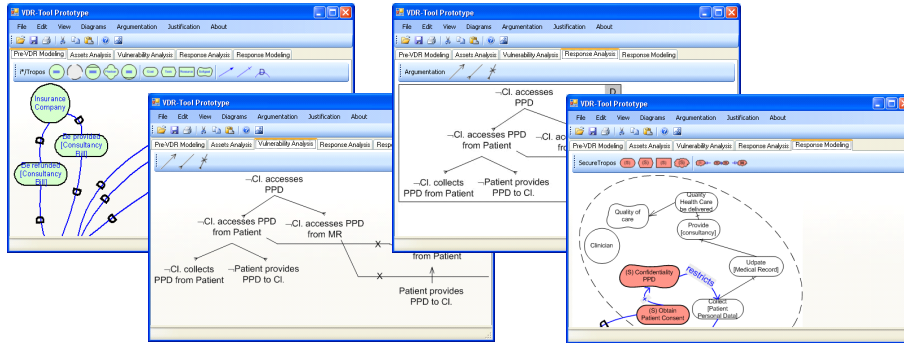 VDR-Tool Prototype
File Edit View Diagrams Argumentation Justification About
Pre-VDR Modeling Assets Analysis Vulnerability Analysis Response Analysis Response Modeling
i*/Tropos
Insurance
Company
Be provided
[Consultancy
Bill]
Be refunded
[Consultancy
Bill]
VDR-Tool Prototype
File Edit View Diagrams Argumentation Justification About
Pre-VDR Modeling Assets Analysis Vulnerability Analysis Response Analysis Resp
¬Cl. accesses
PPD
¬Cl. accesses PPD
from Patient
¬Cl. accesses PPD
from MR
¬Cl. collects
PPD from Patient
¬Patient provides
PPD to Cl.
X
X
from Patient
Patient provides
PPD to Cl.
VDR-Tool Prototype
File Edit View Diagrams Argumentation Justification About
Pre-VDR Modeling Assets Analysis Vulnerability Analysis Response Analysis Response Modeling
Argumentation
D
¬Cl. accesses
PPD
¬Cl. accesses PPD
from Patient
¬Cl. ac
fro
¬Cl. collects
PPD from Patient
¬Patient provides
PPD to Cl.
VDR-Tool Prototype
File Edit View Diagrams Argumentation Justification About
Pre-VDR Modeling Assets Analysis Vulnerability Analysis Response Analysis Response Modeling
SecureTropos
Quality
Health Care
be delivered
Quality of
care
Provide
[consultancy]
Clinician
Udpate
[Medical Record]
(S) Confidentiality
PPD
restricts
Collect
[Patient
Personal Data]
(S) Obtain
Patient Consent